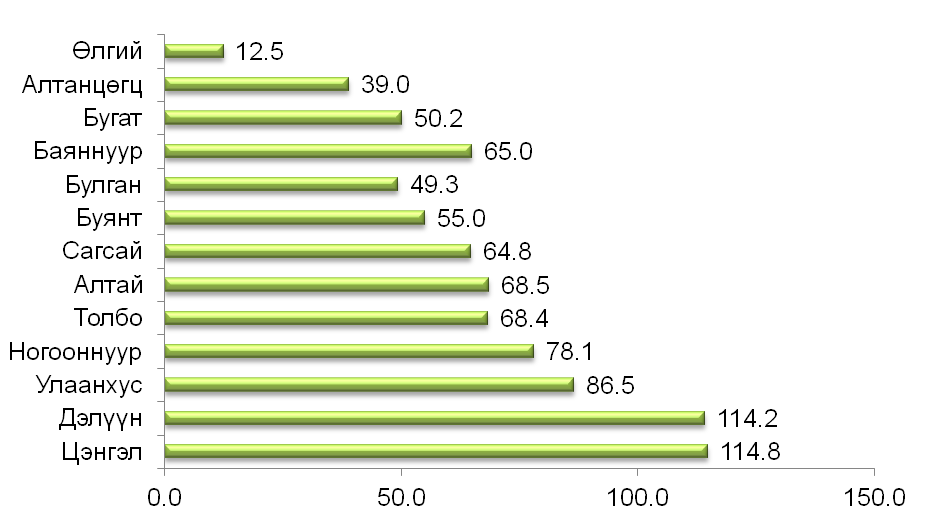 Өлгий 12.5
Алтанцөгц 39.0
Бугат 50.2
Баяннуур 65.0
Булган 49.3
Буянт 55.0
Сагсай 64.8
Алтай 68.5
Толбо 68.4
Ногооннуур 78.1
Улаанхус 86.5
Дэлүүн 114.2
Цэнгэл 114.8
0.0 50.0 100.0 150.0